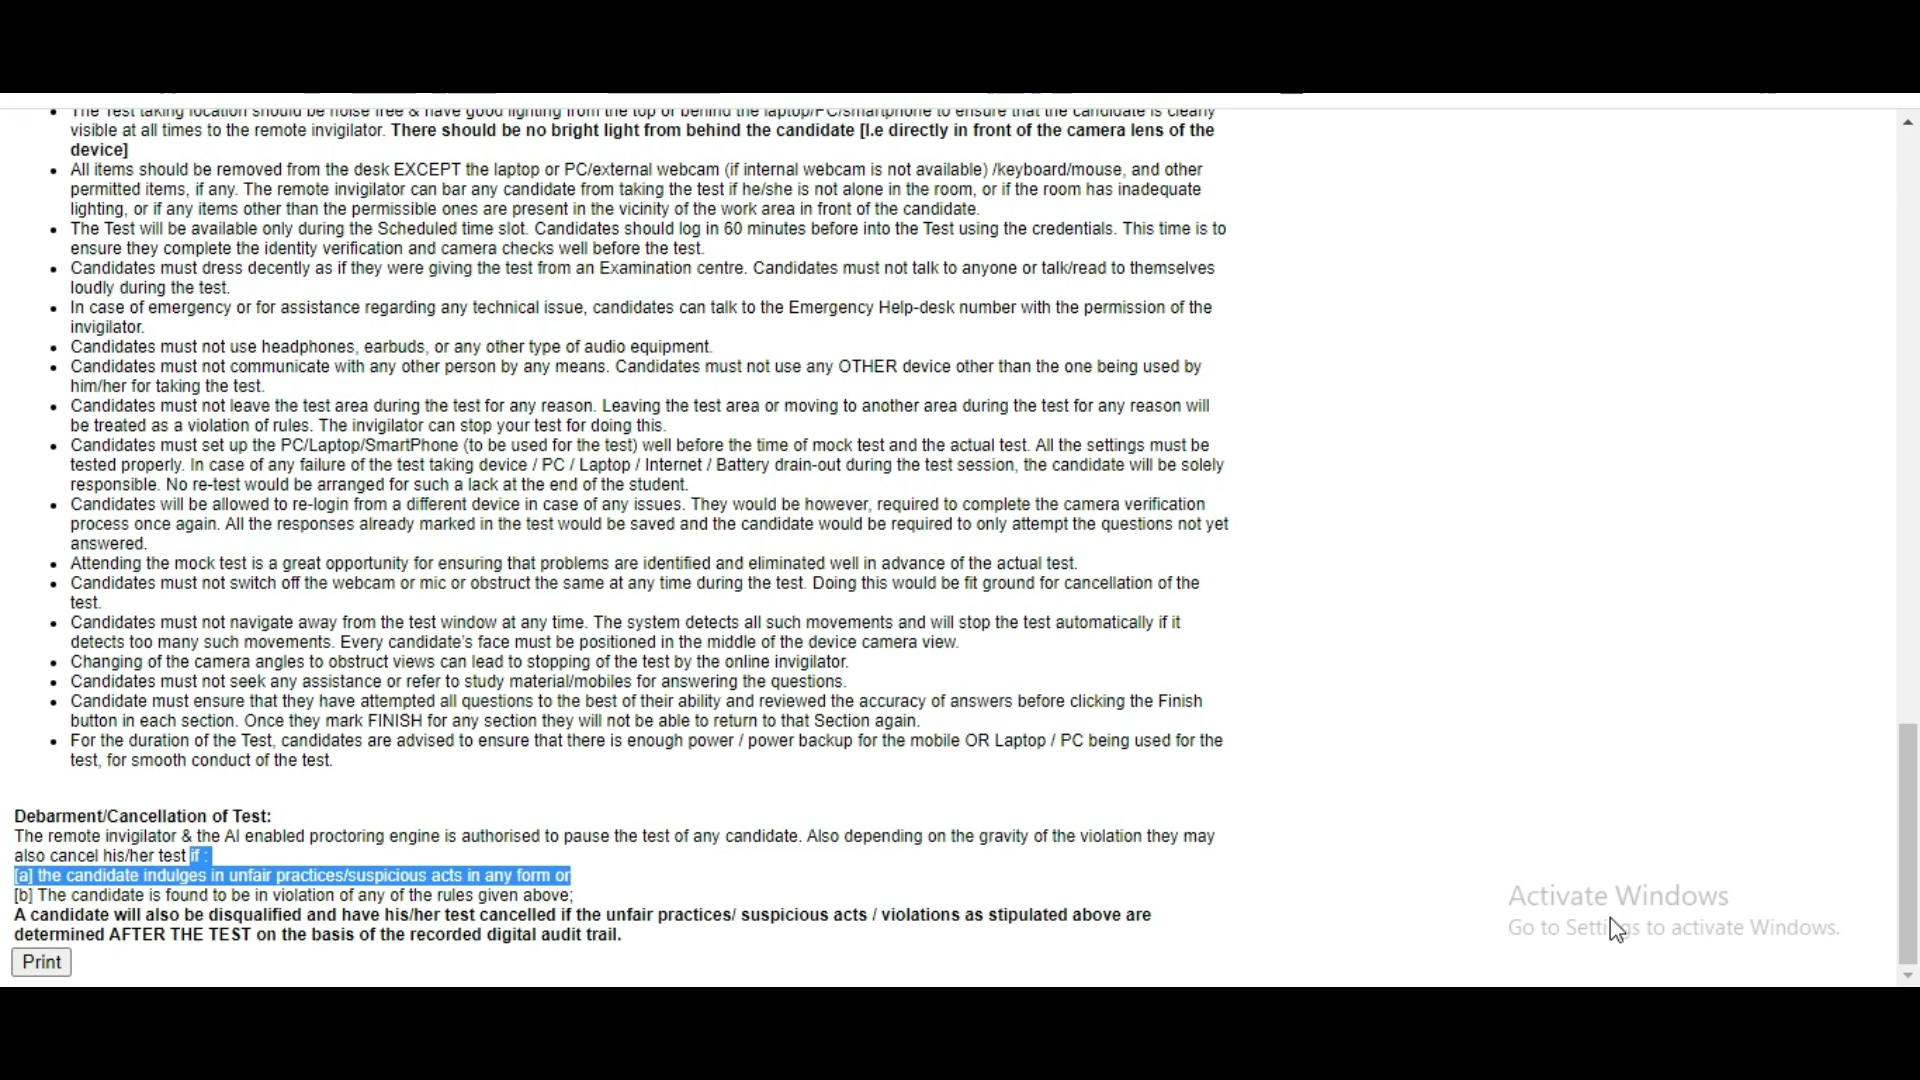 The Test taking location should be noise free & have good lighting from the top or behind the laptop/PC/smartphone to ensure that the candidate is clearly
visible at all times to the remote invigilator. There should be no bright light from behind the candidate [I.e directly in front of the camera lens of the
device]
All items should be removed from the desk EXCEPT the laptop or PC/external webcam (if internal webcam is not available) /keyboard/mouse, and other
permitted items, if any. The remote invigilator can bar any candidate from taking the test if he/she is not alone in the room, or if the room has inadequate
lighting, or if any items other than the permissible ones are present in the vicinity of the work area in front of the candidate.
The Test will be available only during the Scheduled time slot. Candidates should log in 60 minutes before into the Test using the credentials. This time is to
ensure they complete the identity verification and camera checks well before the test.
Candidates must dress decently as if they were giving the test from an Examination centre. Candidates must not talk to anyone or talk/read to themselves
loudly during the test.
In case of emergency or for assistance regarding any technical issue, candidates can talk to the Emergency Help-desk number with the permission of the
invigilator.
Candidates must not use headphones, earbuds, or any other type of audio equipment.
Candidates must not communicate with any other person by any means. Candidates must not use any OTHER device other than the one being used by
him/her for taking the test.
Candidates must not leave the test area during the test for any reason. Leaving the test area or moving to another area during the test for any reason will
be treated as a violation of rules. The invigilator can stop your test for doing this.
Candidates must set up the PC/Laptop/SmartPhone (to be used for the test) well before the time of mock test and the actual test. All the settings must be
tested properly. In case of any failure of the test taking device / PC / Laptop / Internet / Battery drain-out during the test session, the candidate will be solely
responsible. No re-test would be arranged for such a lack at the end of the student.
Candidates will be allowed to re-login from a different device in case of any issues. They would be however, required to complete the camera verification
process once again. All the responses already marked in the test would be saved and the candidate would be required to only attempt the questions not yet
answered.
Attending the mock test is a great opportunity for ensuring that problems are identified and eliminated well in advance of the actual test.
Candidates must not switch off the webcam or mic or obstruct the same at any time during the test. Doing this would be fit ground for cancellation of the
test.
Candidates must not navigate away from the test window at any time. The system detects all such movements and will stop the test automatically if it
detects too many such movements. Every candidate's face must be positioned in the middle of the device camera view.
Changing of the camera angles to obstruct views can lead to stopping of the test by the online invigilator.
Candidates must not seek any assistance or refer to study material/mobiles for answering the questions.
Candidate must ensure that they have attempted all questions to the best of their ability and reviewed the accuracy of answers before clicking the Finish
button in each section. Once they mark FINISH for any section they will not be able to return to that Section again.
For the duration of the Test, candidates are advised to ensure that there is enough power / power backup for the mobile OR Laptop / PC being used for the
test, for smooth conduct of the test.
Debarment/Cancellation of Test:
The remote invigilator & the AI enabled proctoring engine is authorised to pause the test of any candidate. Also depending on the gravity of the violation they may
also cancel his/her test if :
[a] the candidate indulges in unfair practices/suspicious acts in any form or
[b] The candidate is found to be in violation of any of the rules given above;
A candidate will also be disqualified and have his/her test cancelled if the unfair practices/ suspicious acts / violations as stipulated above are
determined AFTER THE TEST on the basis of the recorded digital audit trail.
Print
Activate Windows
Go to Settings to activate Windows.